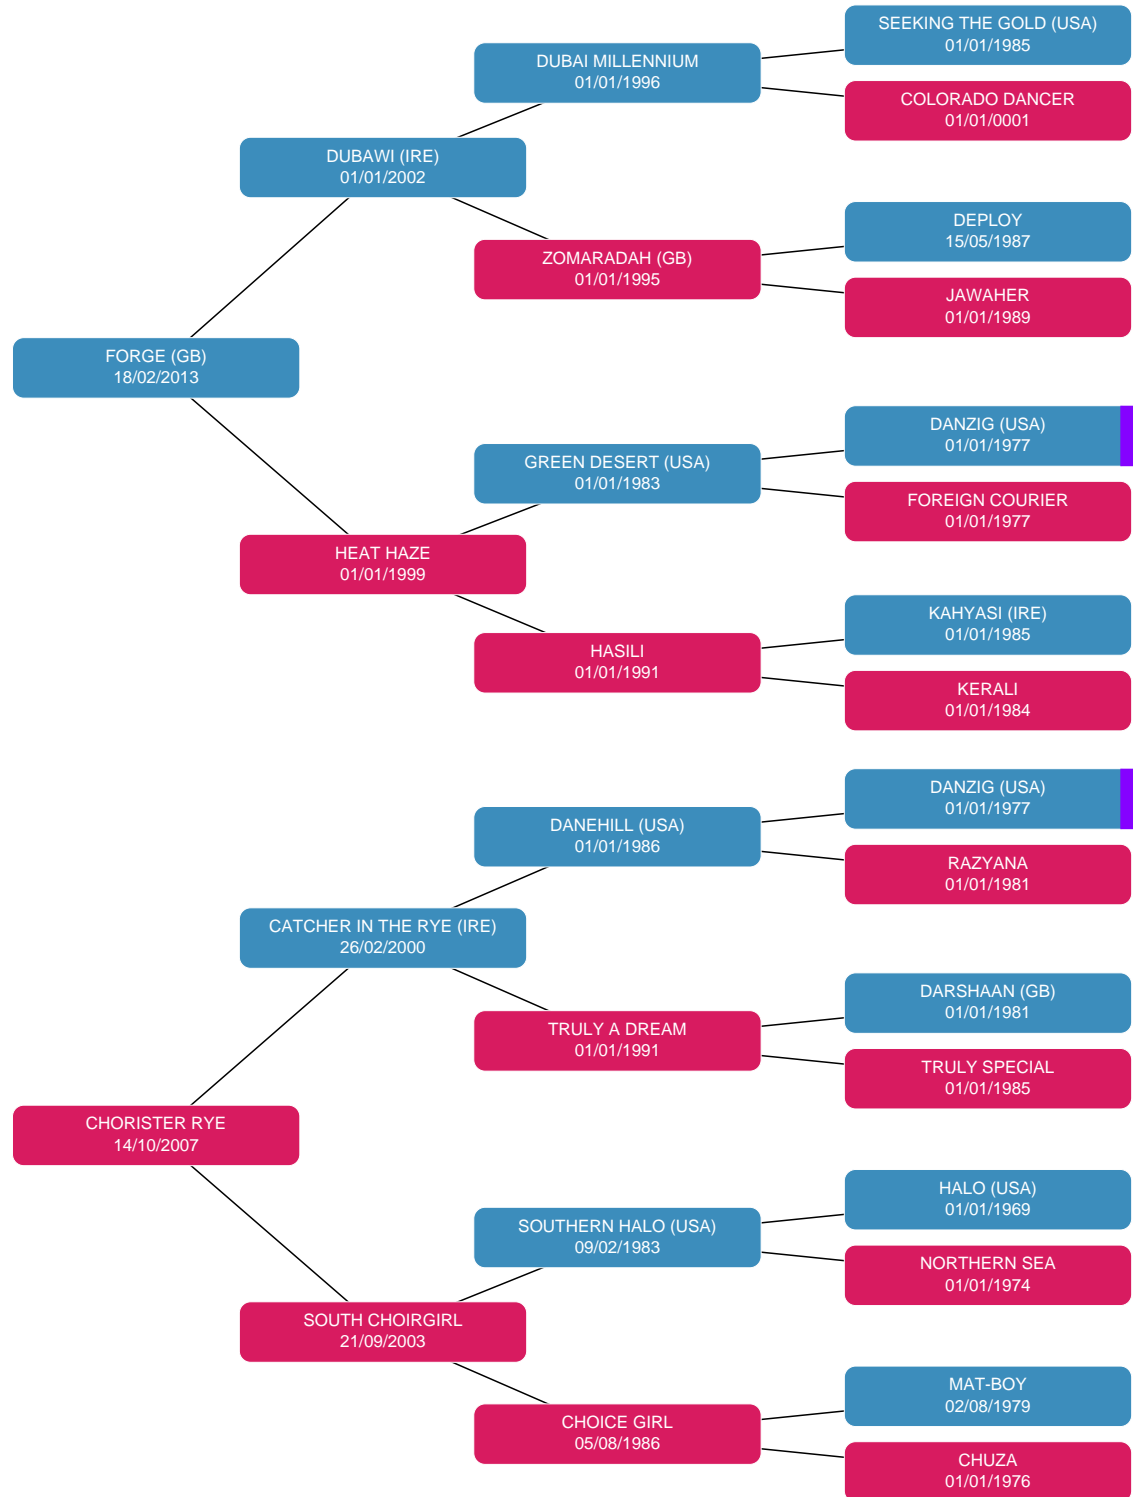 SEEKING THE GOLD (USA)
01/01/1985
DUBAI MILLENNIUM
01/01/1996
COLORADO DANCER
01/01/0001
DUBAWI (IRE)
01/01/2002
DEPLOY
15/05/1987
ZOMARADAH (GB)
01/01/1995
JAWAHER
01/01/1989
FORGE (GB)
18/02/2013
DANZIG (USA)
01/01/1977
GREEN DESERT (USA)
01/01/1983
FOREIGN COURIER
01/01/1977
HEAT HAZE
01/01/1999
KAHYASI (IRE)
01/01/1985
HASILI
01/01/1991
KERALI
01/01/1984
DANZIG (USA)
01/01/1977
DANEHILL (USA)
01/01/1986
RAZYANA
01/01/1981
CATCHER IN THE RYE (IRE)
26/02/2000
DARSHAAN (GB)
01/01/1981
TRULY A DREAM
01/01/1991
TRULY SPECIAL
01/01/1985
CHORISTER RYE
14/10/2007
HALO (USA)
01/01/1969
SOUTHERN HALO (USA)
09/02/1983
NORTHERN SEA
01/01/1974
SOUTH CHOIRGIRL
21/09/2003
MAT-BOY
02/08/1979
CHOICE GIRL
05/08/1986
CHUZA
01/01/1976